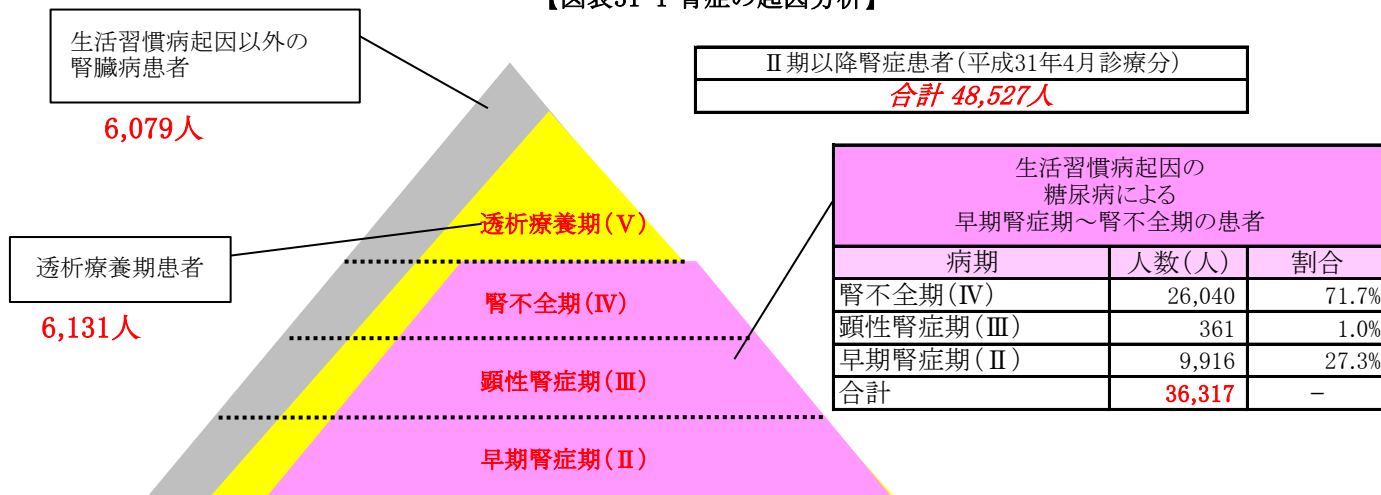 生活習慣病起因以外の
腎臓病患者
6,079人
Ⅱ期以降腎症患者(平成31年4月診療分)
合計 48,527人
透析療養期患者
6,131人
透析療養期(Ⅴ)
腎不全期(Ⅳ)
顕性腎症期(Ⅲ)
早期腎症期(Ⅱ)
生活習慣病起因の
糖尿病による
早期腎症期～腎不全期の患者
病期 人数(人) 割合
腎不全期(Ⅳ) 26,040 71.7%
顕性腎症期(Ⅲ) 361 1.0%
早期腎症期(Ⅱ) 9,916 27.3%
合計 36,317 −